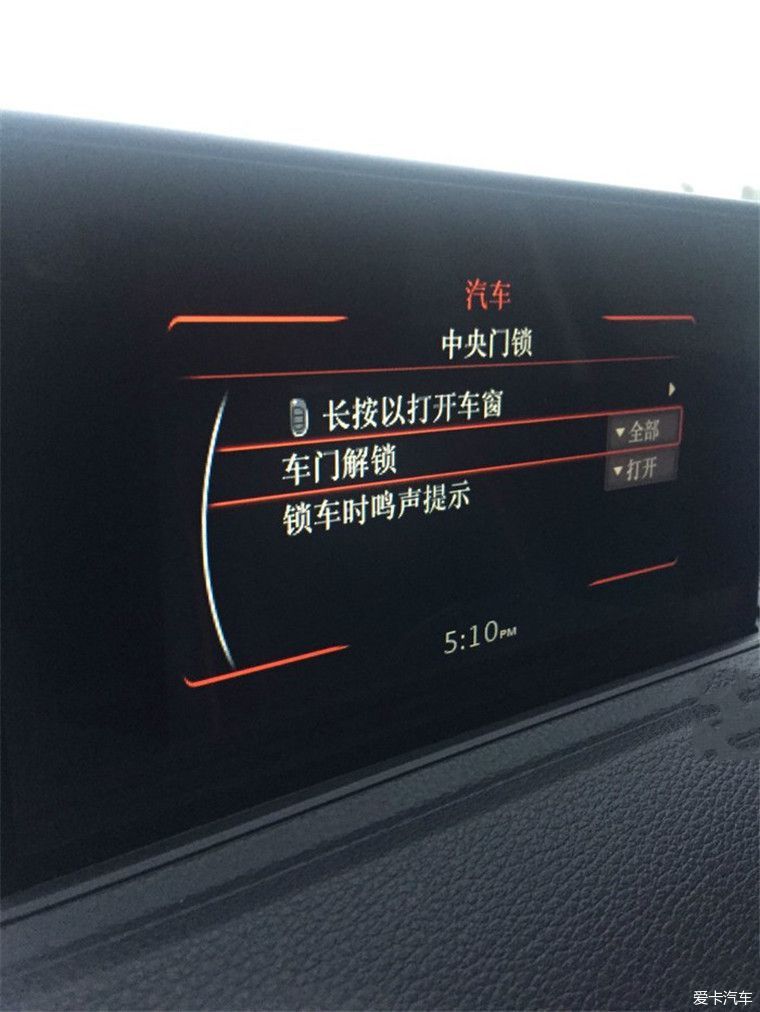 汽车
中央门锁
长按以打开车窗
车门解锁 全部
锁车时鸣声提示 打开
5:10PM
爱卡汽车